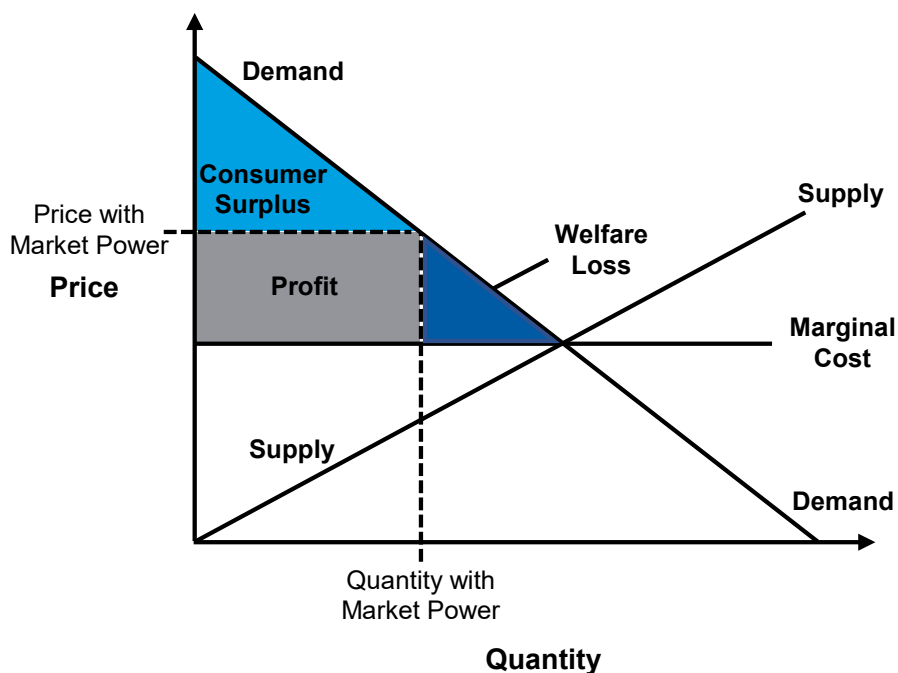 Demand
Consumer
Surplus
Supply
Price with
Market Power
Welfare
Loss
Price
Profit
Marginal
Cost
Supply
Demand
Quantity with
Market Power
Quantity